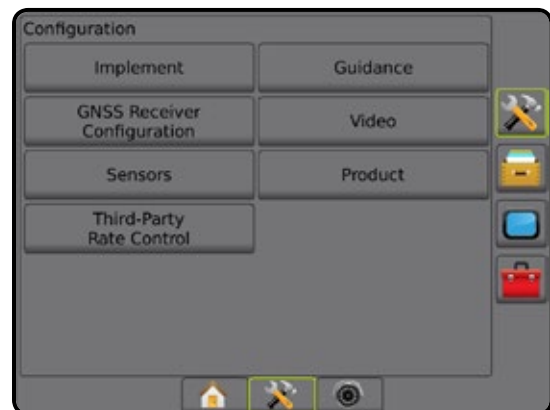 Configuration
Implement
Guidance
GNSS Receiver
Configuration
Video
Sensors
Product
Third-Party
Rate Control